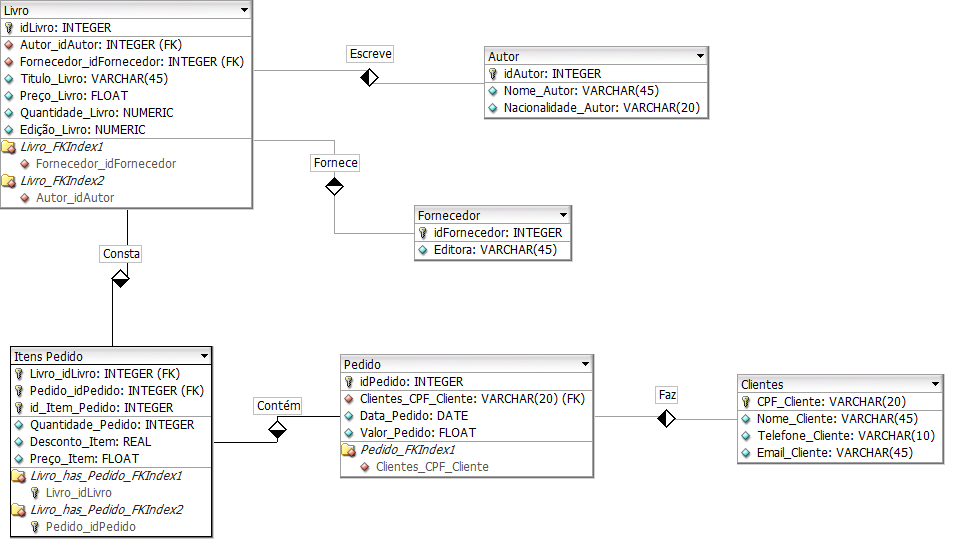 Livro
idLivro: INTEGER
Autor_idAutor: INTEGER (FK)
Fornecedor_idFornecedor: INTEGER (FK)
Titulo_Livro: VARCHAR(45)
Preço_Livro: FLOAT
Quantidade_Livro: NUMERIC
Edição_Livro: NUMERIC
Livro_FKIndex1
Fornecedor_idFornecedor
Livro_FKIndex2
Autor_idAutor
Escreve
Autor
idAutor: INTEGER
Nome_Autor: VARCHAR(45)
Nacionalidade_Autor: VARCHAR(20)
Fornece
Fornecedor
idFornecedor: INTEGER
Editora: VARCHAR(45)
Consta
Itens Pedido
Livro_idLivro: INTEGER (FK)
Pedido_idPedido: INTEGER (FK)
id_Item_Pedido: INTEGER
Quantidade_Pedido: INTEGER
Desconto_Item: REAL
Preço_Item: FLOAT
Livro_has_Pedido_FKIndex1
Livro_idLivro
Livro_has_Pedido_FKIndex2
Pedido_idPedido
Contém
Pedido
idPedido: INTEGER
Clientes_CPF_Cliente: VARCHAR(20) (FK)
Data_Pedido: DATE
Valor_Pedido: FLOAT
Pedido_FKIndex1
Clientes_CPF_Cliente
Faz
Clientes
CPF_Cliente: VARCHAR(20)
Nome_Cliente: VARCHAR(45)
Telefone_Cliente: VARCHAR(10)
Email_Cliente: VARCHAR(45)